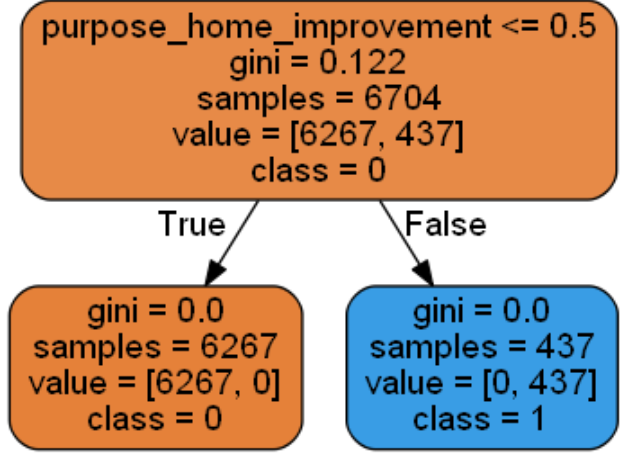 purpose_home_improvement <= 0.5
gini = 0.122
samples = 6704
value = [6267, 437]
class = 0
True
False
gini = 0.0
samples = 6267
value = [6267, 0]
class = 0
gini = 0.0
samples = 437
value = [0, 437]
class = 1